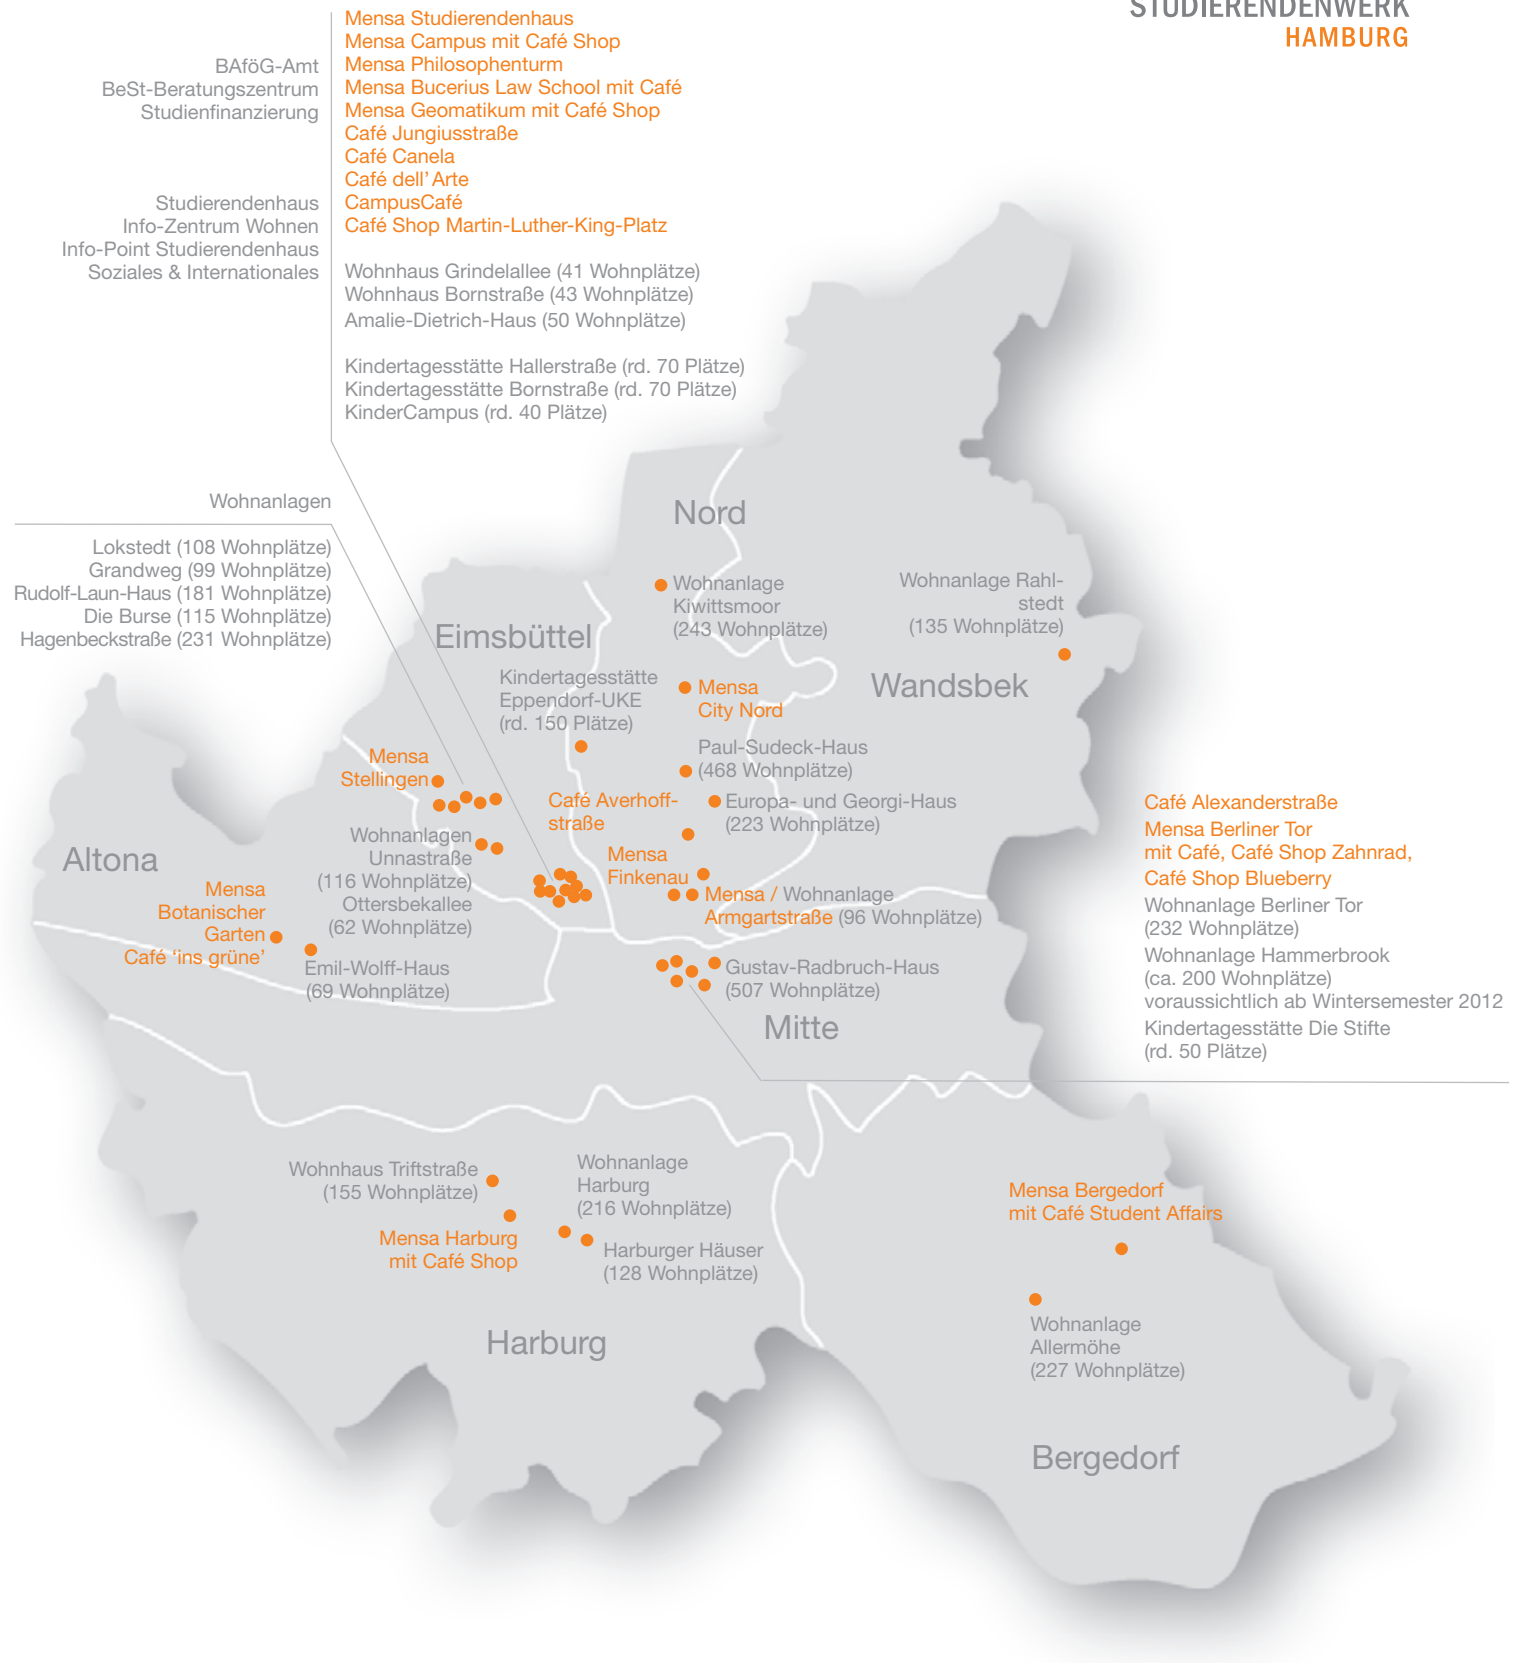 STUDIERENDENWERK
HAMBURG
BAföG-Amt
BeSt-Beratungszentrum
Studienfinanzierung
Studierendenhaus
Info-Zentrum Wohnen
Info-Point Studierendenhaus
Soziales & Internationales
Mensa Studierendenhaus
Mensa Campus mit Café Shop
Mensa Philosophenturm
Mensa Bucerius Law School mit Café
Mensa Geomatikum mit Café Shop
Café Jungiusstraße
Café Canela
Café dell’ Arte
CampusCafé
Café Shop Martin-Luther-King-Platz
Wohnhaus Grindelallee (41 Wohnplätze)
Wohnhaus Bornstraße (43 Wohnplätze)
Amalie-Dietrich-Haus (50 Wohnplätze)
Kindertagesstätte Hallerstraße (rd. 70 Plätze)
Kindertagesstätte Bornstraße (rd. 70 Plätze)
KinderCampus (rd. 40 Plätze)
Wohnanlagen
Lokstedt (108 Wohnplätze)
Grandweg (99 Wohnplätze)
Rudolf-Laun-Haus (181 Wohnplätze)
Die Burse (115 Wohnplätze)
Hagenbeckstraße (231 Wohnplätze)
Nord
Wohnanlage
Kiwittsmoor
(243 Wohnplätze)
Wohnanlage Rahl-
stedt
(135 Wohnplätze)
Eimsbüttel
Kindertagesstätte
Eppendorf-UKE
(rd. 150 Plätze)
Mensa
City Nord
Wandsbek
Mensa
Stellingen
Paul-Sudeck-Haus
(468 Wohnplätze)
Café Averhoff-
straße
Europa- und Georgi-Haus
(223 Wohnplätze)
Altona
Wohnanlagen
Unnastraße
(116 Wohnplätze)
Ottersbekallee
(62 Wohnplätze)
Mensa
Finkenau
Mensa / Wohnanlage
Armgartstraße (96 Wohnplätze)
Mensa
Botanischer
Garten
Café ‘ins grüne’
Emil-Wolff-Haus
(69 Wohnplätze)
Gustav-Radbruch-Haus
(507 Wohnplätze)
Mitte
Café Alexanderstraße
Mensa Berliner Tor
mit Café, Café Shop Zahnrad,
Café Shop Blueberry
Wohnanlage Berliner Tor
(232 Wohnplätze)
Wohnanlage Hammerbrook
(ca. 200 Wohnplätze)
voraussichtlich ab Wintersemester 2012
Kindertagesstätte Die Stifte
(rd. 50 Plätze)
Wohnhaus Triftstraße
(155 Wohnplätze)
Wohnanlage
Harburg
(216 Wohnplätze)
Mensa Harburg
mit Café Shop
Harburger Häuser
(128 Wohnplätze)
Harburg
Mensa Bergedorf
mit Café Student Affairs
Wohnanlage
Allermöhe
(227 Wohnplätze)
Bergedorf